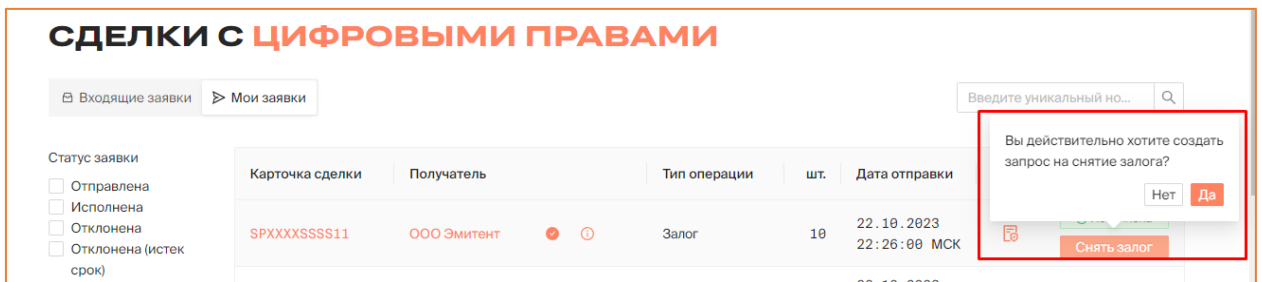 СДЕЛКИ С ЦИФРОВЫМИ ПРАВАМИ
Входящие заявки Мои заявки
Введите уникальный но...
Вы действительно хотите создать
запрос на снятие залога?
Нет Да
Статус заявки
Отправлена
Исполнена
Отклонена
Отклонена (истек
срок)
Карточка сделки Получатель Тип операции шт. Дата отправки
SPXXXXSSSS11 ООО Эмитент Залог 10 22.10.2023
22:26:00 МСК
Снять залог